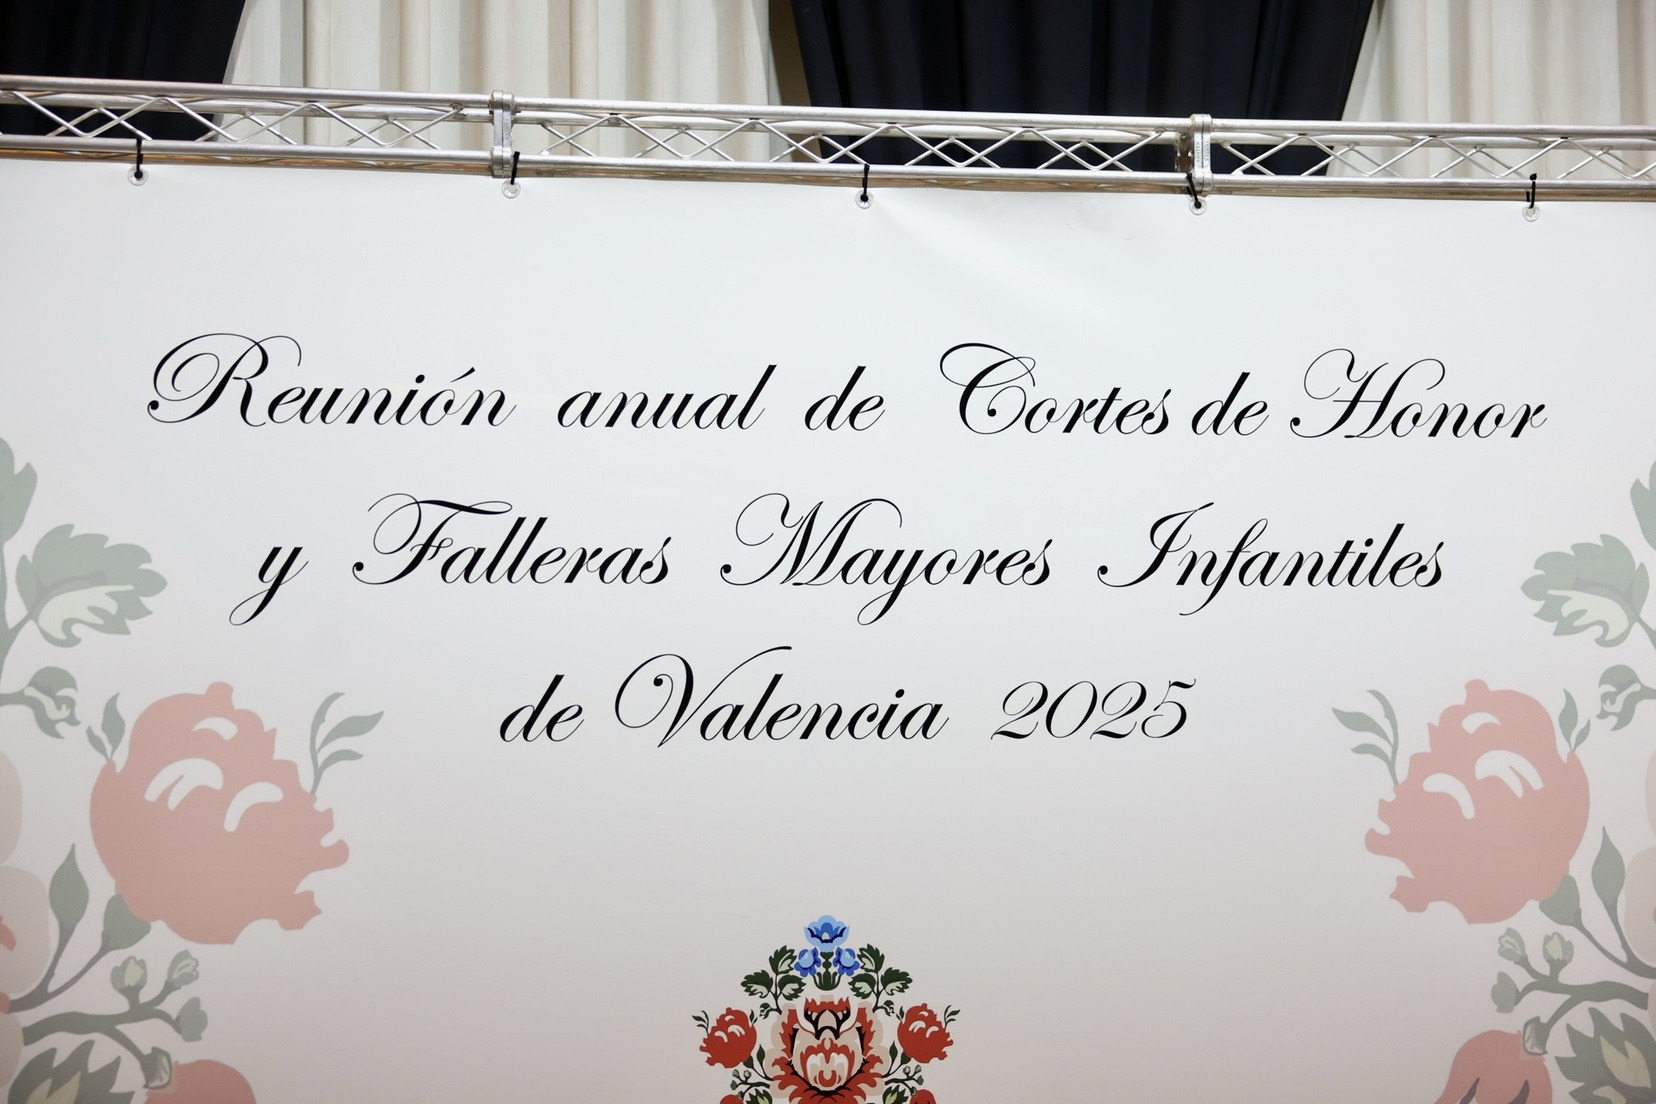 Reunión anual de Cortes de Honor
y Falleras Mayores Infantiles
de Valencia 2025